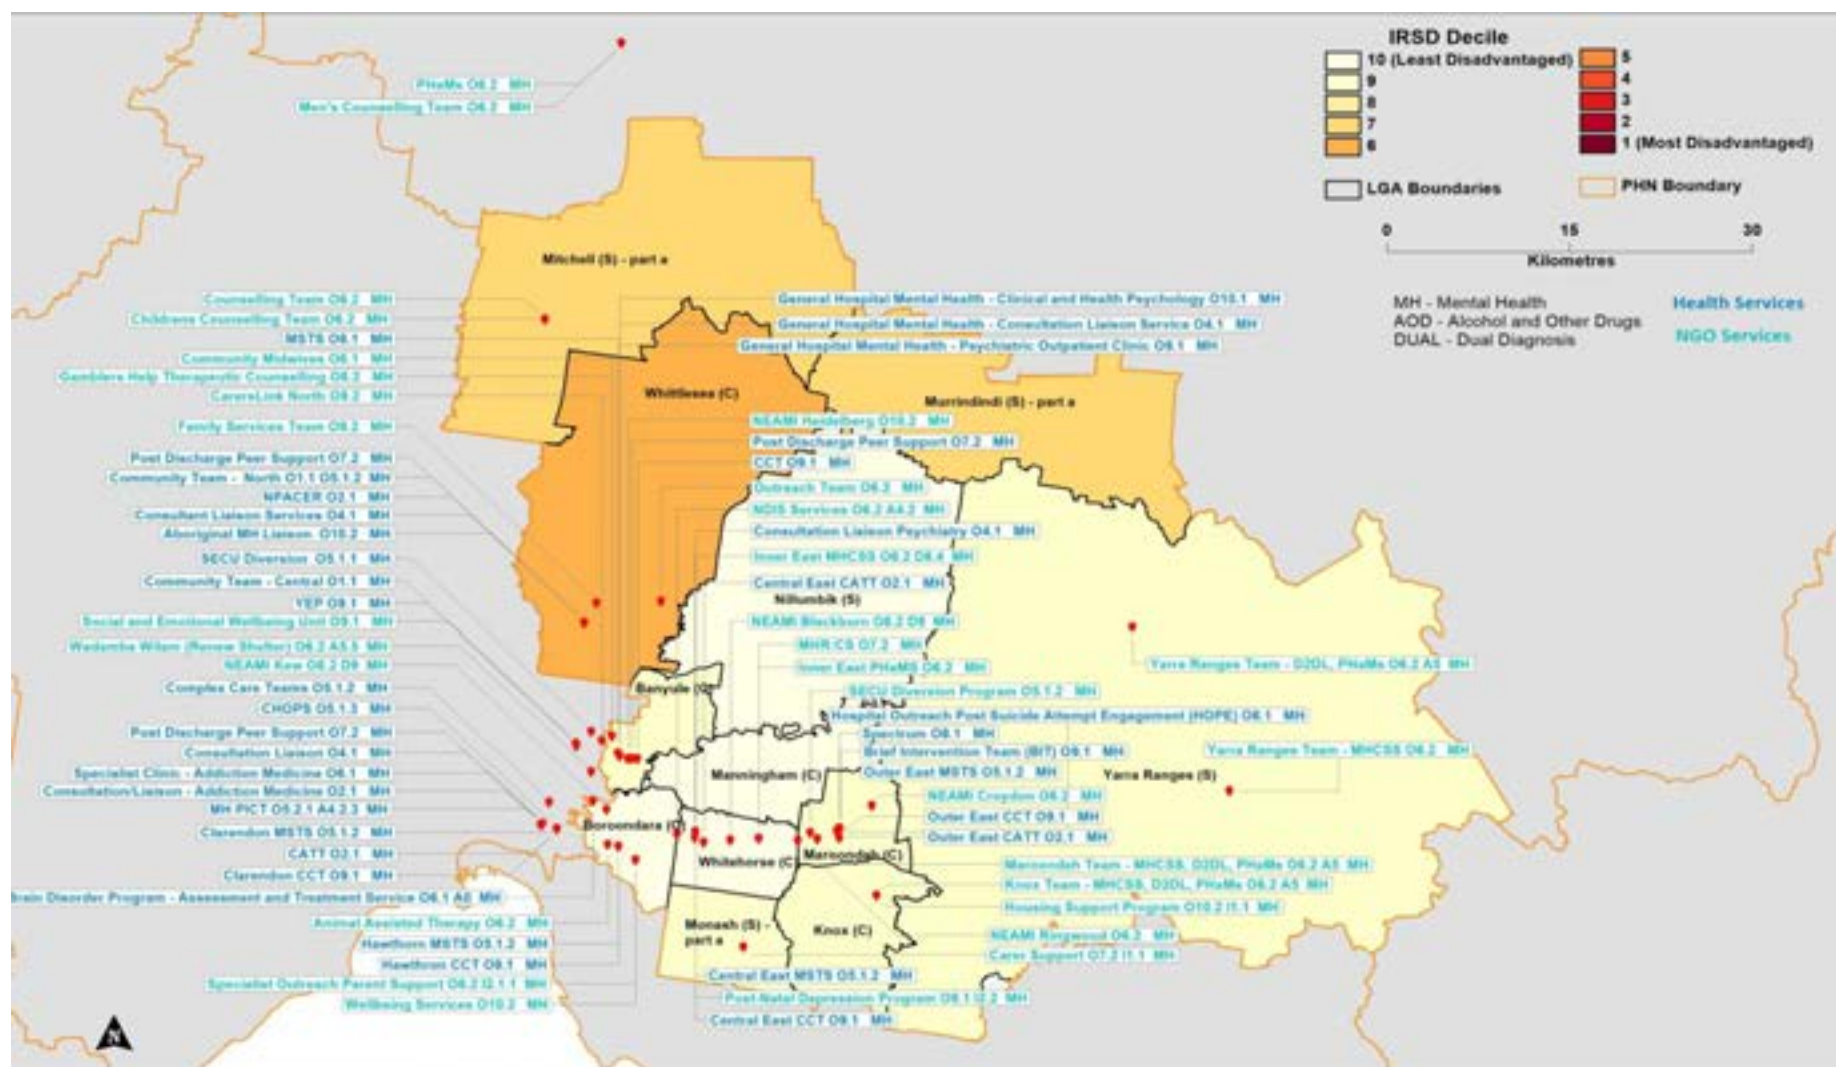 IRSD Decile
10 (Least Disadvantaged)
9
8
7
6
5
4
3
2
1 (Most Disadvantaged)
LGA Boundaries
PHN Boundary
0 15 30
Kilometres
MH - Mental Health
AOD - Alcohol and Other Drugs
DUAL - Dual Diagnosis
Health Services
NGO Services
PHaMs O6.2 MH
Men's Counselling Team O6.2 MH
Mitchell (S) - part a
Counselling Team O6.2 MH
Childrens Counselling Team O6.2 MH
MSTS O8.1 MH
Community Midwives O6.1 MH
Gamblers Help Therapeutic Counselling O6.2 MH
CarersLink North O9.2 MH
Family Services Team O6.2 MH
Post Discharge Peer Support O7.2 MH
Community Team - North O1.1 O5.1.2 MH
NPACER O2.1 MH
Consultant Liaison Services O4.1 MH
Aboriginal MH Liaison O10.2 MH
SECU Diversion O5.1.1 MH
Community Team - Central O1.1 MH
YEP O9.1 MH
Social and Emotional Wellbeing Unit O9.1 MH
Wadamba Wilam (Renew Shelter) O6.2 A5.5 MH
NEAMI Kew O6.2 D9 MH
Complex Care Teams O5.1.2 MH
CHOPS O5.1.3 MH
Post Discharge Peer Support O7.2 MH
Consultation Liaison O4.1 MH
Specialist Clinic - Addiction Medicine O6.1 MH
Consultation/Liaison - Addiction Medicine O2.1 MH
MH PICT O5.2.1 A4.2.3 MH
Clarendon MSTS O5.1.2 MH
CATT O2.1 MH
Clarendon CCT O9.1 MH
Brain Disorder Program - Assessment and Treatment Service O6.1 MH
Animal Assisted Therapy O6.2 MH
Hawthorn MSTS O5.1.2 MH
Hawthron CCT O9.1 MH
Specialist Outreach Parent Support O6.2 I2.1.1 MH
Wellbeing Services O10.2 MH
General Hospital Mental Health - Clinical and Health Psychology O10.1 MH
General Hospital Mental Health - Consultation Liaison Service O4.1 MH
General Hospital Mental Health - Psychiatric Outpatient Clinic O9.1 MH
Whittlesea (C)
Murrindindi (S) - part a
NEAMI Heidelberg O10.2 MH
Post Discharge Peer Support O7.2 MH
CCT O9.1 MH
Outreach Team O6.2 MH
NDIS Services O6.2 A4.2 MH
Consultation Liaison Psychiatry O4.1 MH
Inner East MHCSS O6.2 D8.4 MH
Central East CATT O2.1 MH
Nillumbik (S)
NEAMI Blackburn O6.2 D9 MH
MHR:CS O7.2 MH
Inner East PHaMS O6.2 MH
Banyule (C)
SECU Diversion Program O5.1.2 MH
Hospital Outreach Post Suicide Attempt Engagement (HOPE) O6.1 MH
Spectrum O8.1 MH
Brief Intervention Team (BIT) O9.1 MH
Outer East MSTS O5.1.2 MH
Manningham (C)
Yarra Ranges Team - D2DL, PHaMs O6.2 A5 MH
Yarra Ranges Team - MHCSS O6.2 MH
Yarra Ranges (S)
NEAMI Croydon O6.2 MH
Outer East CCT O9.1 MH
Outer East CATT O2.1 MH
Boroondara (C)
Whitehorse (C)
Maroondah (C)
Maroondah Team - MHCSS, D2DL, PHaMs O6.2 A5 MH
Knox Team - MHCSS, D2DL, PHaMs O6.2 A5 MH
Housing Support Program O10.2 I1.1 MH
Monash (S) -
part a
Knox (C)
NEAMI Ringwood O6.2 MH
Carer Support O7.2 I1.1 MH
Central East MSTS O5.1.2 MH
Post-Natal Depression Program O9.1 I2.2 MH
Central East CCT O9.1 MH
N